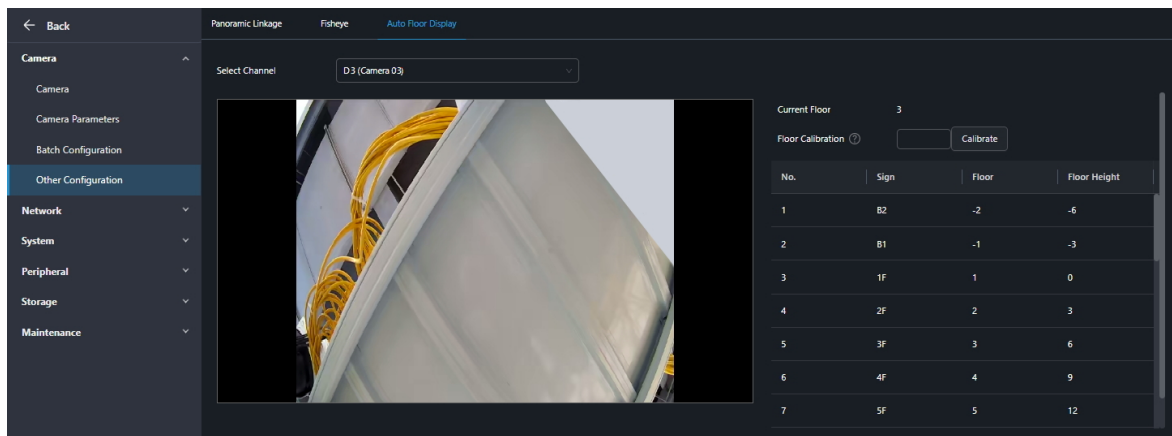 Back
Panoramic Linkage Fisheye Auto Floor Display
Camera
Camera
Camera Parameters
Batch Configuration
Other Configuration
Network
System
Peripheral
Storage
Maintenance
Select Channel D3 (Camera 03)
Current Floor 3
Floor Calibration ? Calibrate
No. Sign Floor Floor Height
1 B2 -2 -6
2 B1 -1 -3
3 1F 1 0
4 2F 2 3
5 3F 3 6
6 4F 4 9
7 5F 5 12